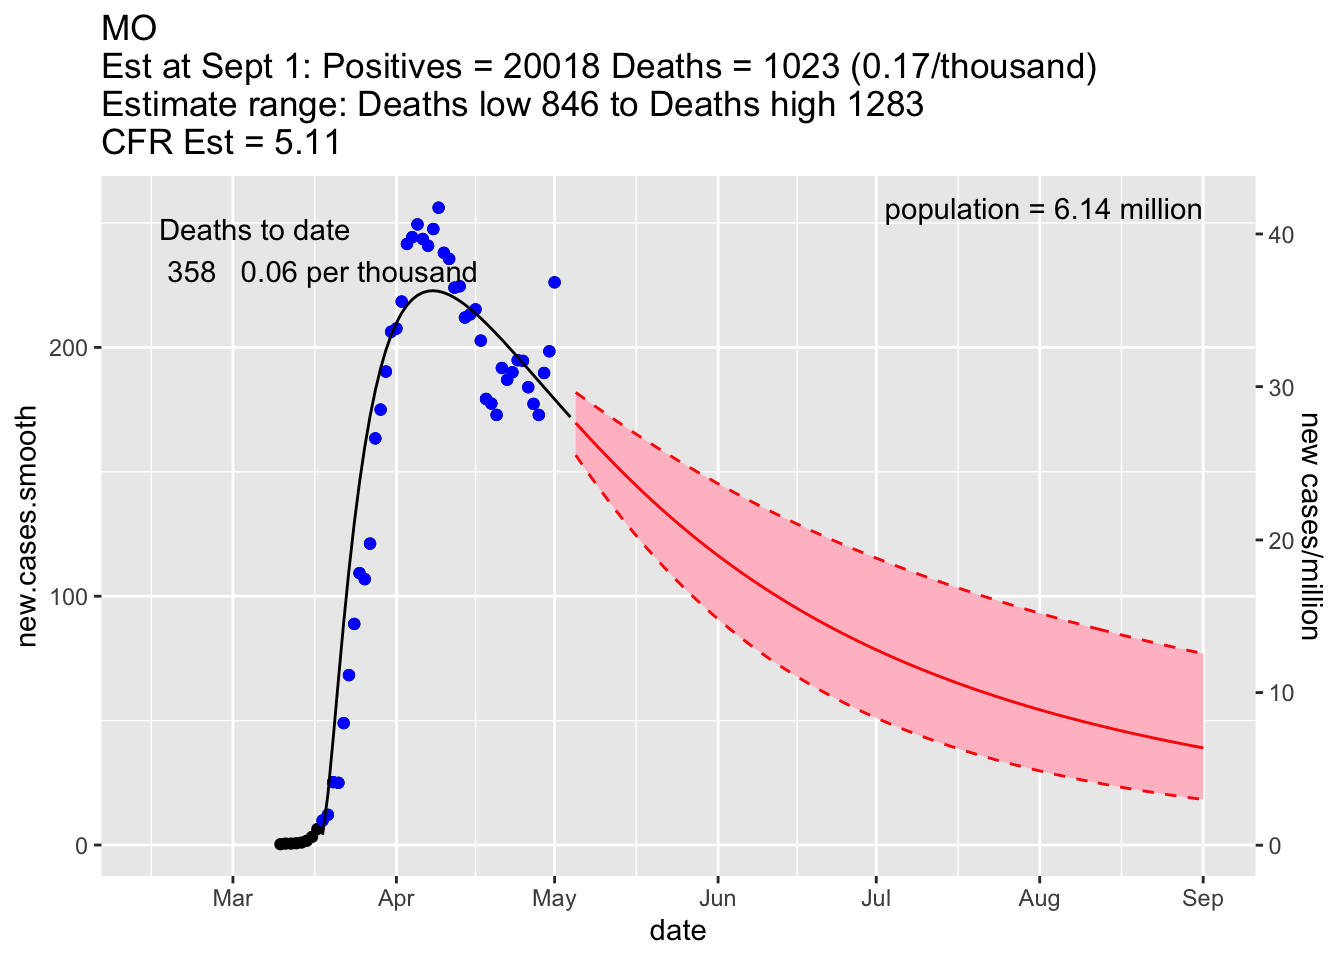 MO
Est at Sept 1: Positives = 20018 Deaths = 1023 (0.17/thousand)
Estimate range: Deaths low 846 to Deaths high 1283
CFR Est = 5.11
population = 6.14 million
Deaths to date
358 0.06 per thousand
new.cases.smooth
200
100
0
40
30
20
10
0
new cases/million
Mar Apr May Jun Jul Aug Sep
date